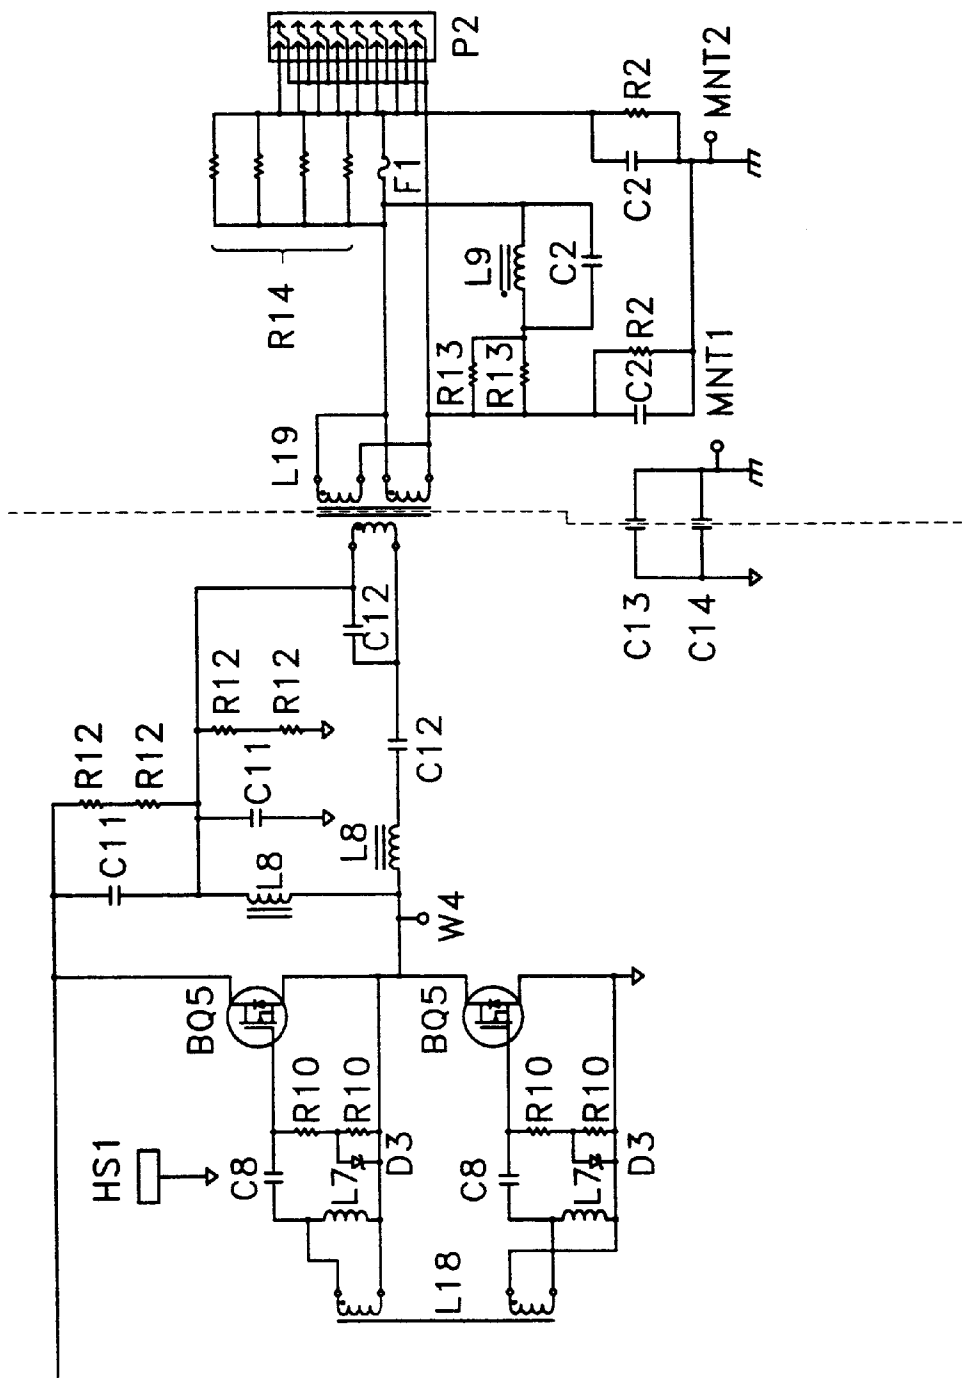 P2
R2
MNT2
F1
C2
R14
L9
C2
R13
R13
R2
C2
MNT1
L19
C12
C13
C14
R12
R12
R12
R12
C11
C11
C12
L8
L8
W4
BQ5
BQ5
R10
R10
R10
R10
HS1
C8
L7
D3
C8
L7
D3
L18